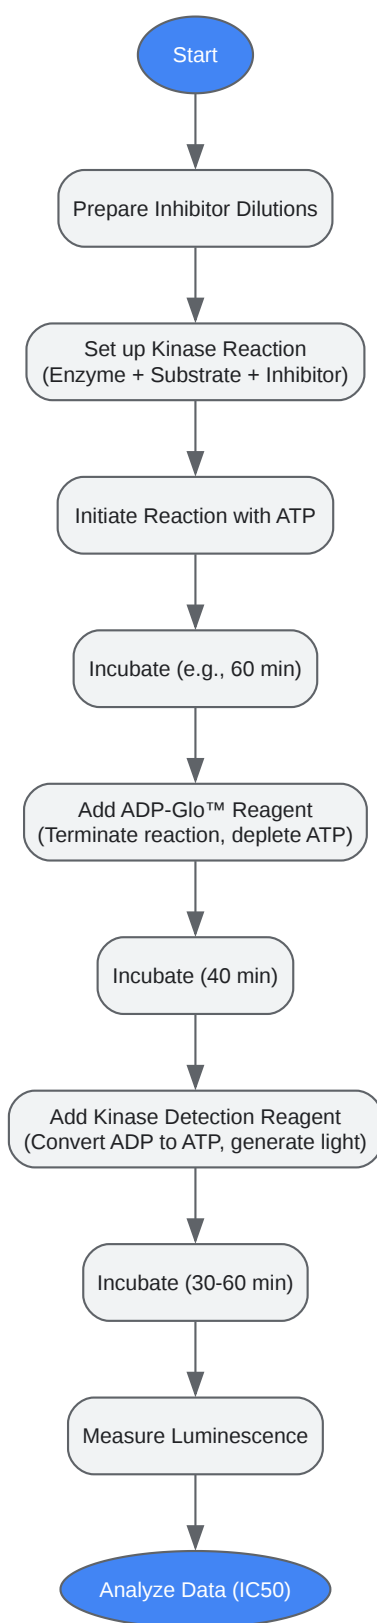 Start
Prepare Inhibitor Dilutions
Set up Kinase Reaction
(Enzyme + Substrate + Inhibitor)
Initiate Reaction with ATP
Incubate (e.g., 60 min)
Add ADP-Glo™ Reagent
(Terminate reaction, deplete ATP)
Incubate (40 min)
Add Kinase Detection Reagent
(Convert ADP to ATP, generate light)
Incubate (30-60 min)
Measure Luminescence
Analyze Data (IC50)